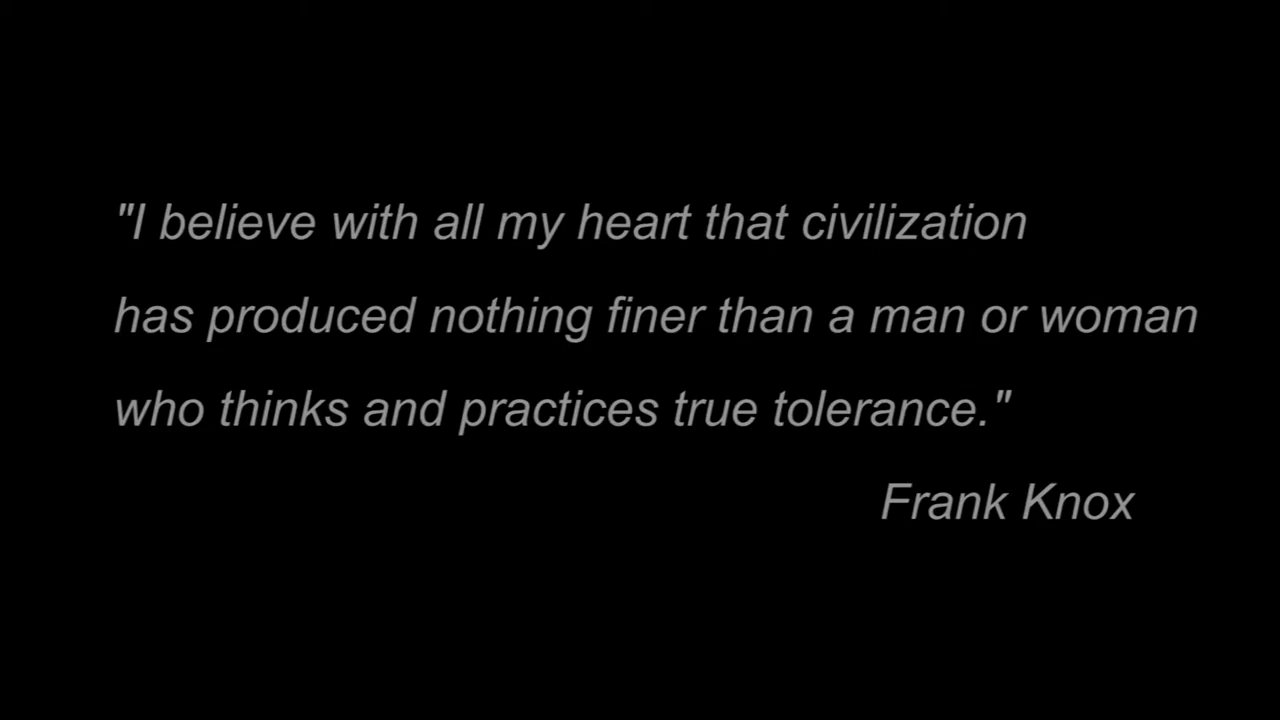 "I believe with all my heart that civilization
has produced nothing finer than a man or woman
who thinks and practices true tolerance."
Frank Knox